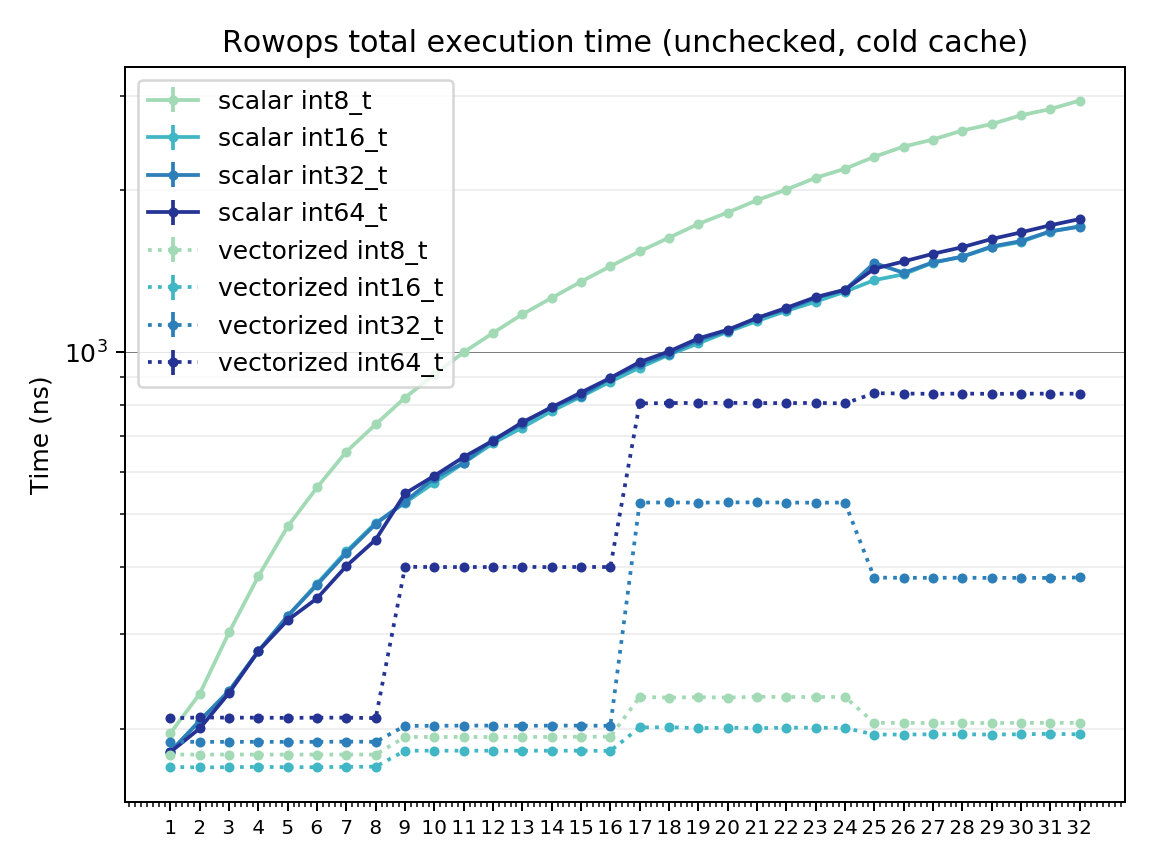 Rowops total execution time (unchecked, cold cache)
scalar int8_t
scalar int16_t
scalar int32_t
scalar int64_t
vectorized int8_t
vectorized int16_t
vectorized int32_t
vectorized int64_t
10³
Time (ns)
1 2 3 4 5 6 7 8 9 10 11 12 13 14 15 16 17 18 19 20 21 22 23 24 25 26 27 28 29 30 31 32